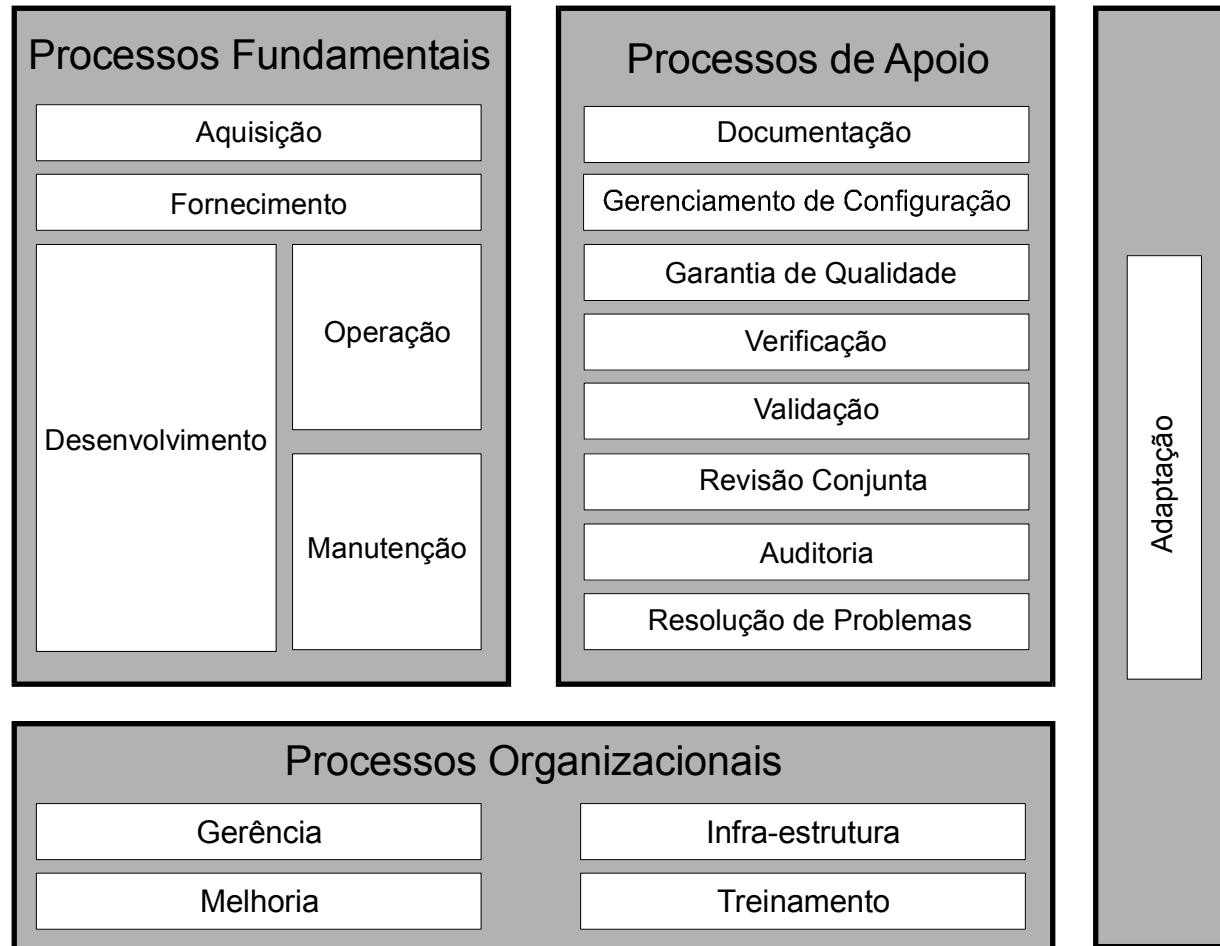 Processos Fundamentais
Aquisição
Fornecimento
Desenvolvimento
Operação
Manutenção
Processos de Apoio
Documentação
Gerenciamento de Configuração
Garantia de Qualidade
Verificação
Validação
Revisão Conjunta
Auditoria
Resolução de Problemas
Adaptação
Processos Organizacionais
Gerência
Infra-estrutura
Melhoria
Treinamento